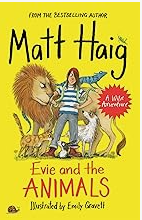 FROM THE BESTSELLING AUTHOR
Matt Haig
A Wild
Adventure!
Evie and the
ANIMALS
Illustrated by Emily Gravett